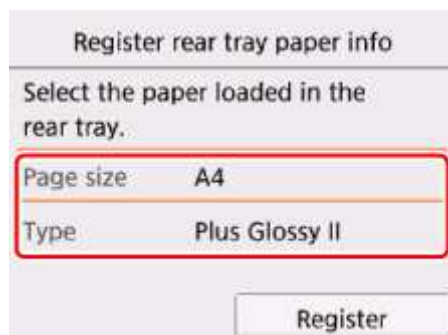 Register rear tray paper info
Select the paper loaded in the
rear tray.
Page size A4
Type Plus Glossy II
Register